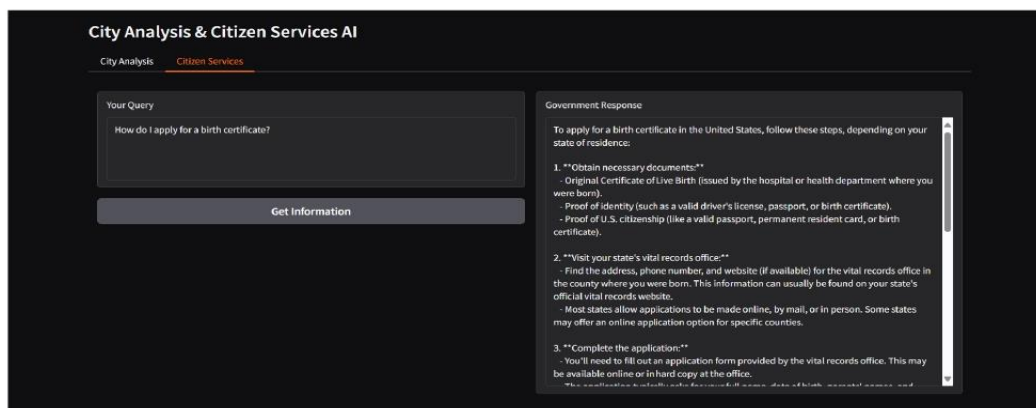 City Analysis & Citizen Services AI
City Analysis
Citizen Services
Your Query
How do I apply for a birth certificate?
Get Information
Government Response
To apply for a birth certificate in the United States, follow these steps, depending on your
state of residence:
1. **Obtain necessary documents:**
- Original Certificate of Live Birth (issued by the hospital or health department where you
were born).
- Proof of identity (such as a valid driver's license, passport, or birth certificate).
- Proof of U.S. citizenship (like a valid passport, permanent resident card, or birth
certificate).
2. **Visit your state's vital records office:**
- Find the address, phone number, and website (if available) for the vital records office in
the county where you were born. This information can usually be found on your state's
official vital records website.
- Most states allow applications to be made online, by mail, or in person. Some states
may offer an online application option for specific counties.
3. **Complete the application:**
- You'll need to fill out an application form provided by the vital records office. This may
be available online or in hard copy at the office.